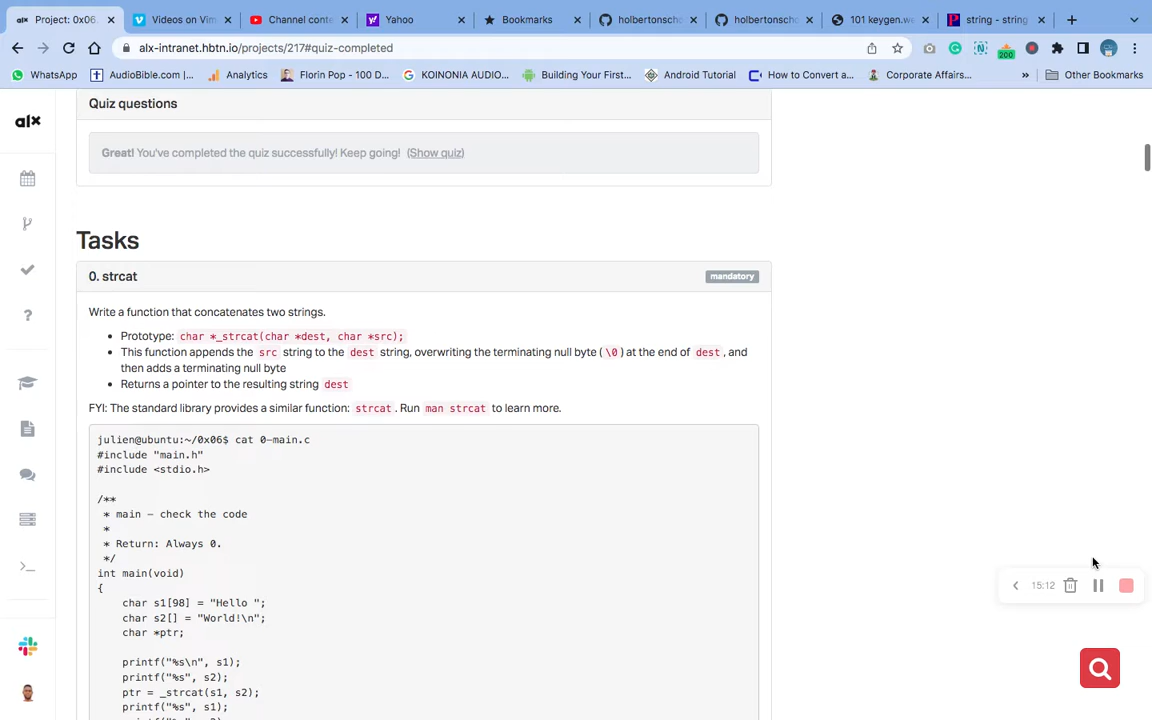 Project: 0x06.
Videos on Vim
Channel conte
Yahoo
Bookmarks
holbertonscho
holbertonscho
101 keygen.we
string - string
alx-intranet.hbtn.io/projects/217#quiz-completed
200
WhatsApp
AudioBible.com |...
Analytics
Florin Pop - 100 D...
KOINONIA AUDIO...
Building Your First...
Android Tutorial
How to Convert a...
Corporate Affairs...
»
Other Bookmarks
alx
Quiz questions
Great! You've completed the quiz successfully! Keep going! (Show quiz)
Tasks
0. strcat
mandatory
Write a function that concatenates two strings.
• Prototype: char *_strcat(char *dest, char *src);
• This function appends the src string to the dest string, overwriting the terminating null byte (\0) at the end of dest, and
then adds a terminating null byte
• Returns a pointer to the resulting string dest
FYI: The standard library provides a similar function: strcat. Run man strcat to learn more.
julien@ubuntu:~/0x06$ cat 0-main.c
#include "main.h"
#include <stdio.h>
/**
* main - check the code
*
* Return: Always 0.
*/
int main(void)
{
char s1[98] = "Hello ";
char s2[] = "World!\n";
char *ptr;
printf("%s\n", s1);
printf("%s", s2);
ptr = _strcat(s1, s2);
printf("%s", s1);
15:12